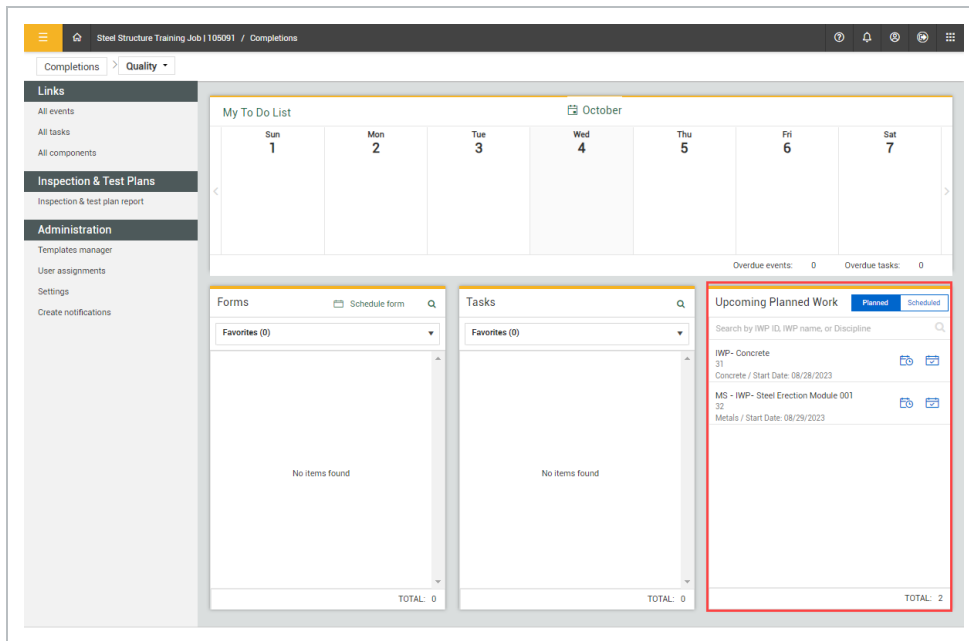 Steel Structure Training Job | 105091 / Completions
Completions > Quality
Links
All events
All tasks
All components
Inspection & Test Plans
Inspection & test plan report
Administration
Templates manager
User assignments
Settings
Create notifications
My To Do List
October
Sun Mon Tue Wed Thu Fri Sat
1 2 3 4 5 6 7
Overdue events: 0 Overdue tasks: 0
Forms Schedule form
Favorites (0)
No items found
TOTAL: 0
Tasks
Favorites (0)
No items found
TOTAL: 0
Upcoming Planned Work Planned Scheduled
Search by IWP ID, IWP name, or Discipline
IWP- Concrete
31
Concrete / Start Date: 08/28/2023
MS - IWP- Steel Erection Module 001
32
Metals / Start Date: 08/29/2023
TOTAL: 2